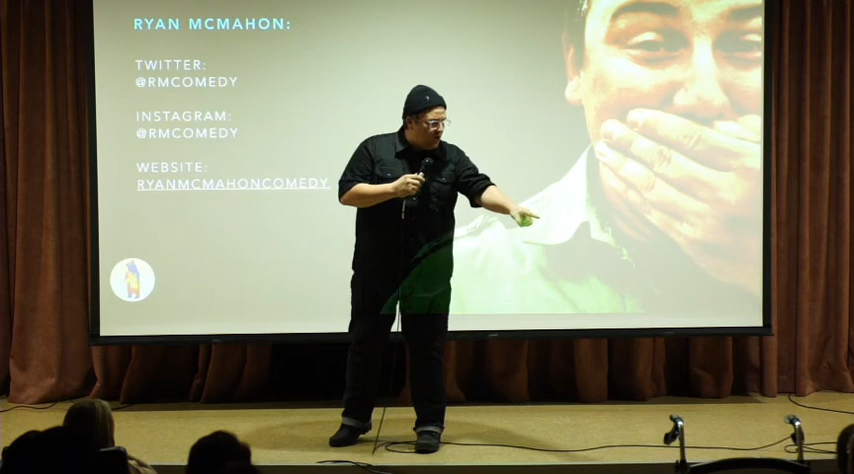 RYAN MCMAHON:
TWITTER:
@RMCOMEDY
INSTAGRAM:
@RMCOMEDY
WEBSITE:
RYANMCMAHONCOMEDY.